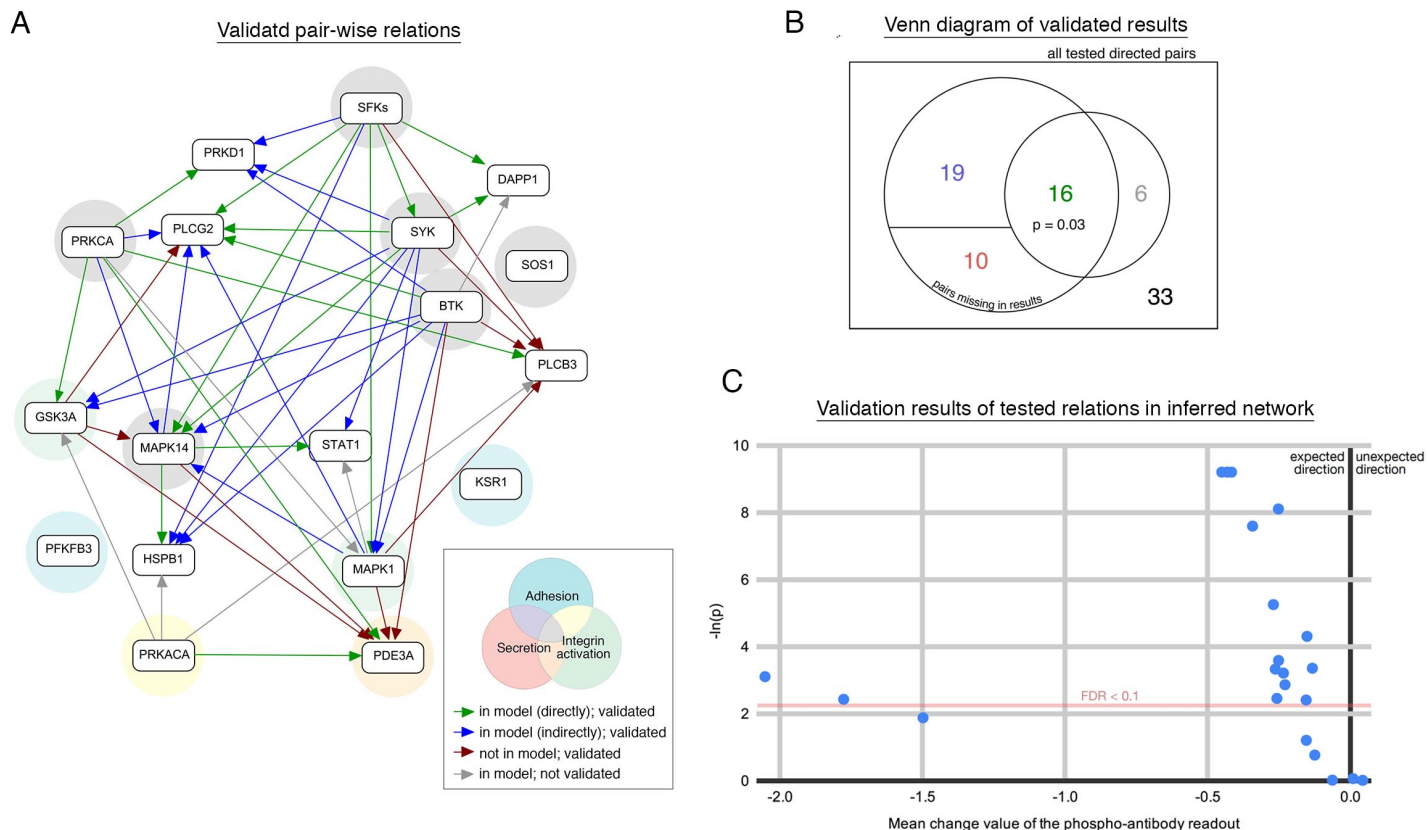 A
Validatd pair-wise relations
SFKs
PRKD1
DAPP1
PLCG2
SYK
PRKCA
SOS1
BTK
PLCB3
GSK3A
MAPK14
STAT1
KSR1
PFKFB3
HSPB1
MAPK1
PRKACA
PDE3A
Adhesion
Secretion
Integrin
activation
in model (directly); validated
in model (indirectly); validated
not in model; validated
in model; not validated
B
Venn diagram of validated results
all tested directed pairs
19
16
6
p = 0.03
10
pairs missing in results
33
C
Validation results of tested relations in inferred network
10
8
6
4
2
0
-ln(p)
expected
direction
unexpected
direction
FDR < 0.1
-2.0
-1.5
-1.0
-0.5
0.0
Mean change value of the phospho-antibody readout